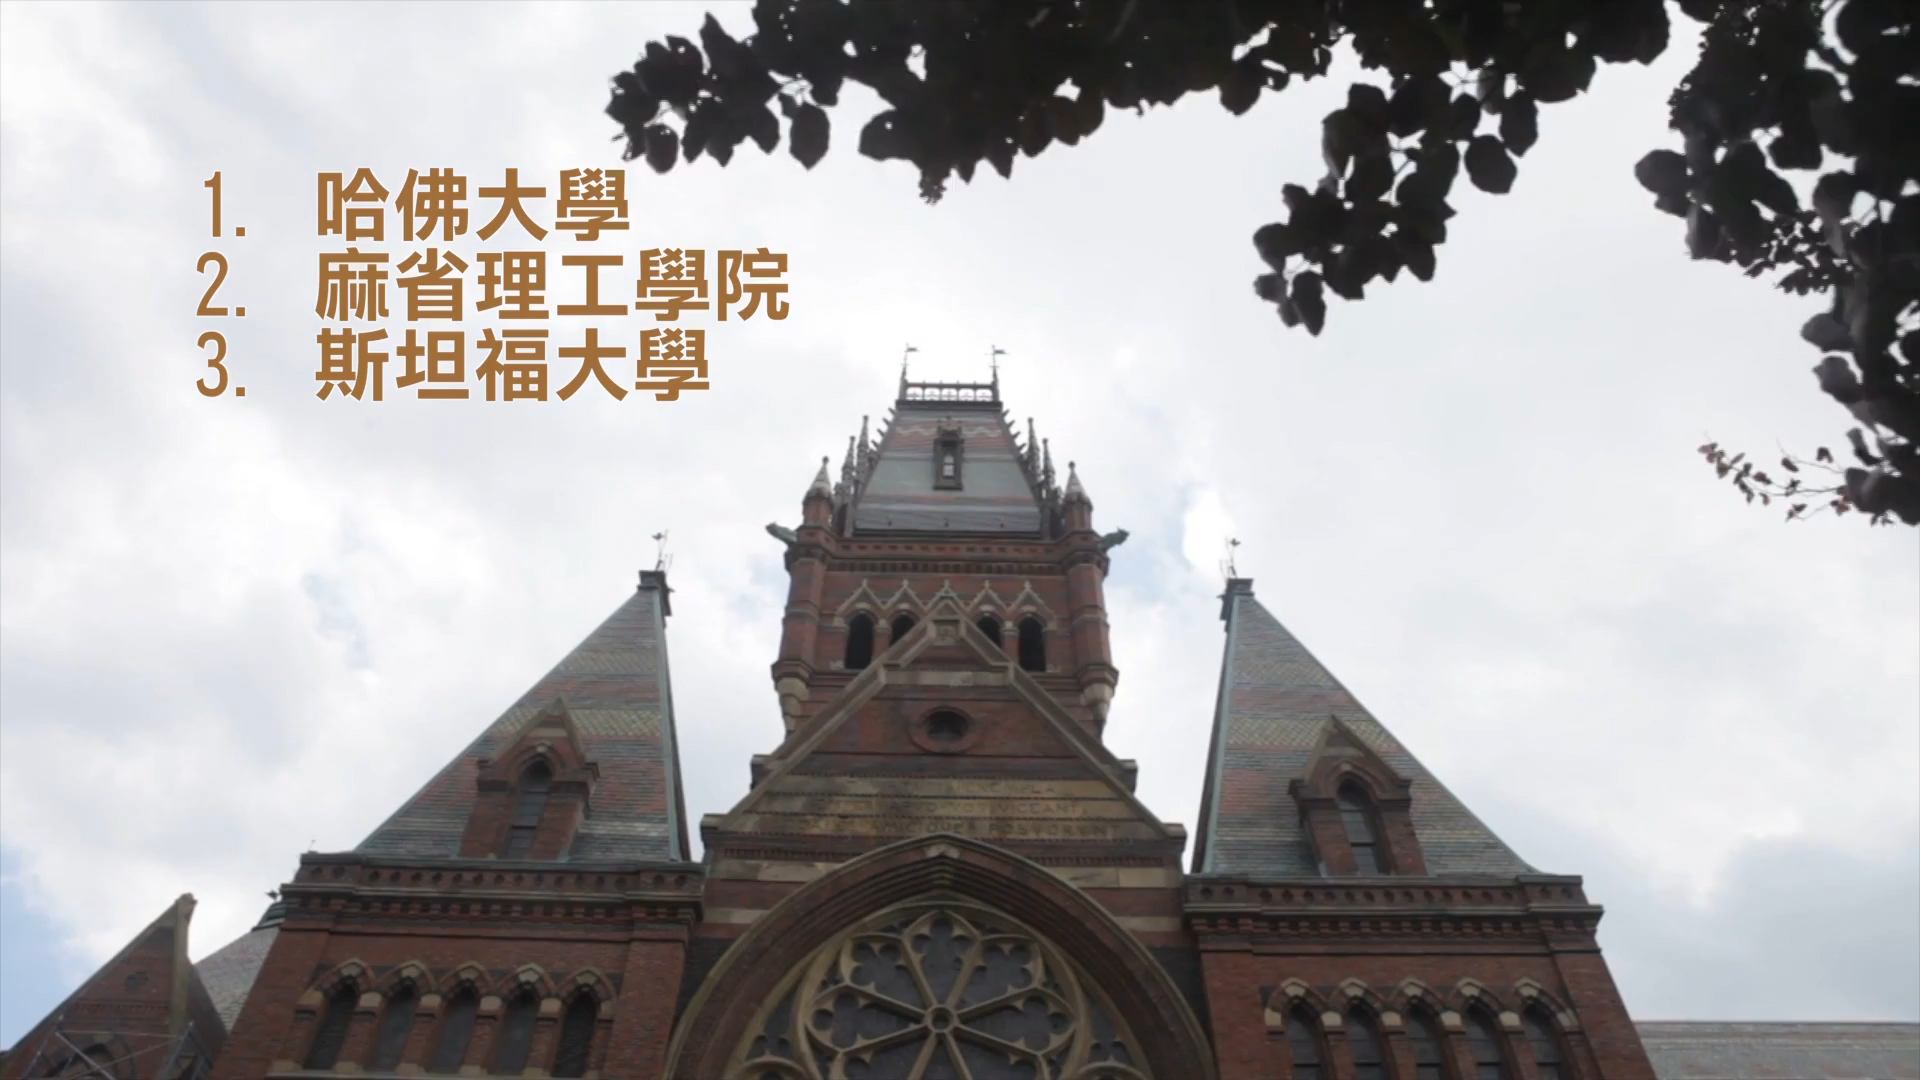 1. 哈佛大學
2. 麻省理工學院
3. 斯坦福大學